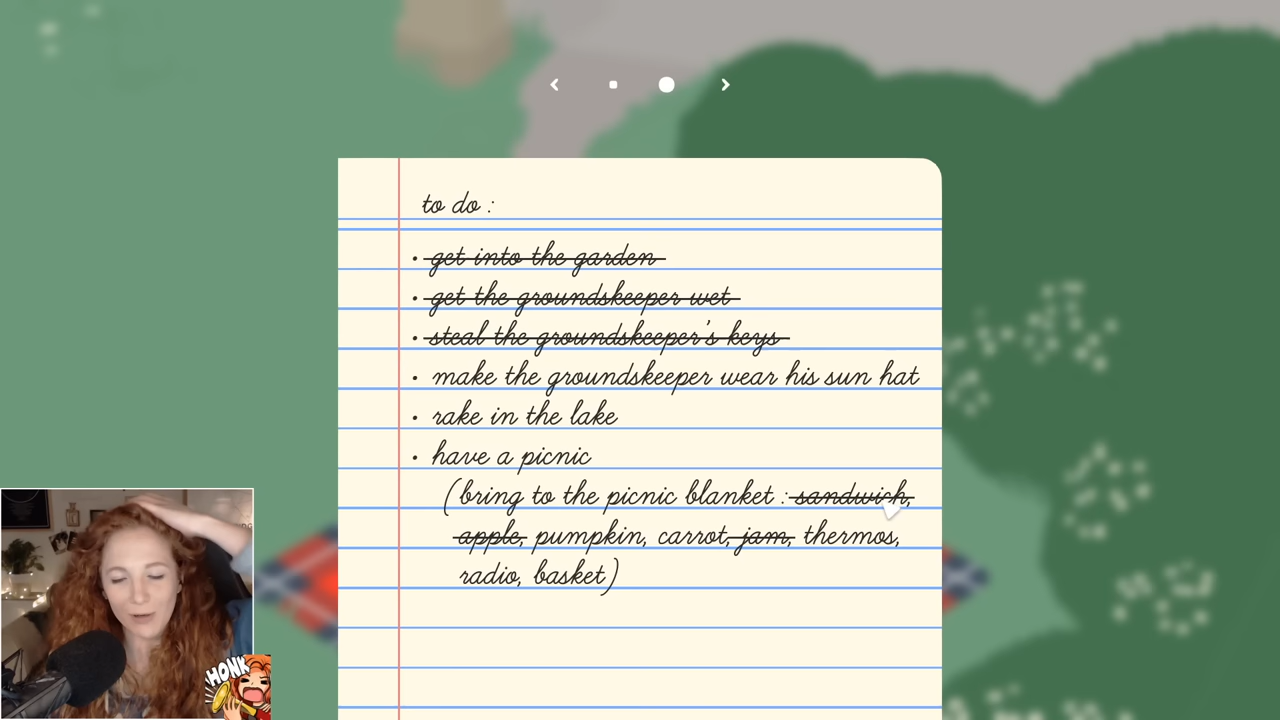 to do :
• get into the garden
• get the groundskeeper wet
• steal the groundskeeper's keys
• make the groundskeeper wear his sun hat
• rake in the lake
• have a picnic
(bring to the picnic blanket : sandwich,
apple, pumpkin, carrot, jam, thermos,
radio, basket)
HONK